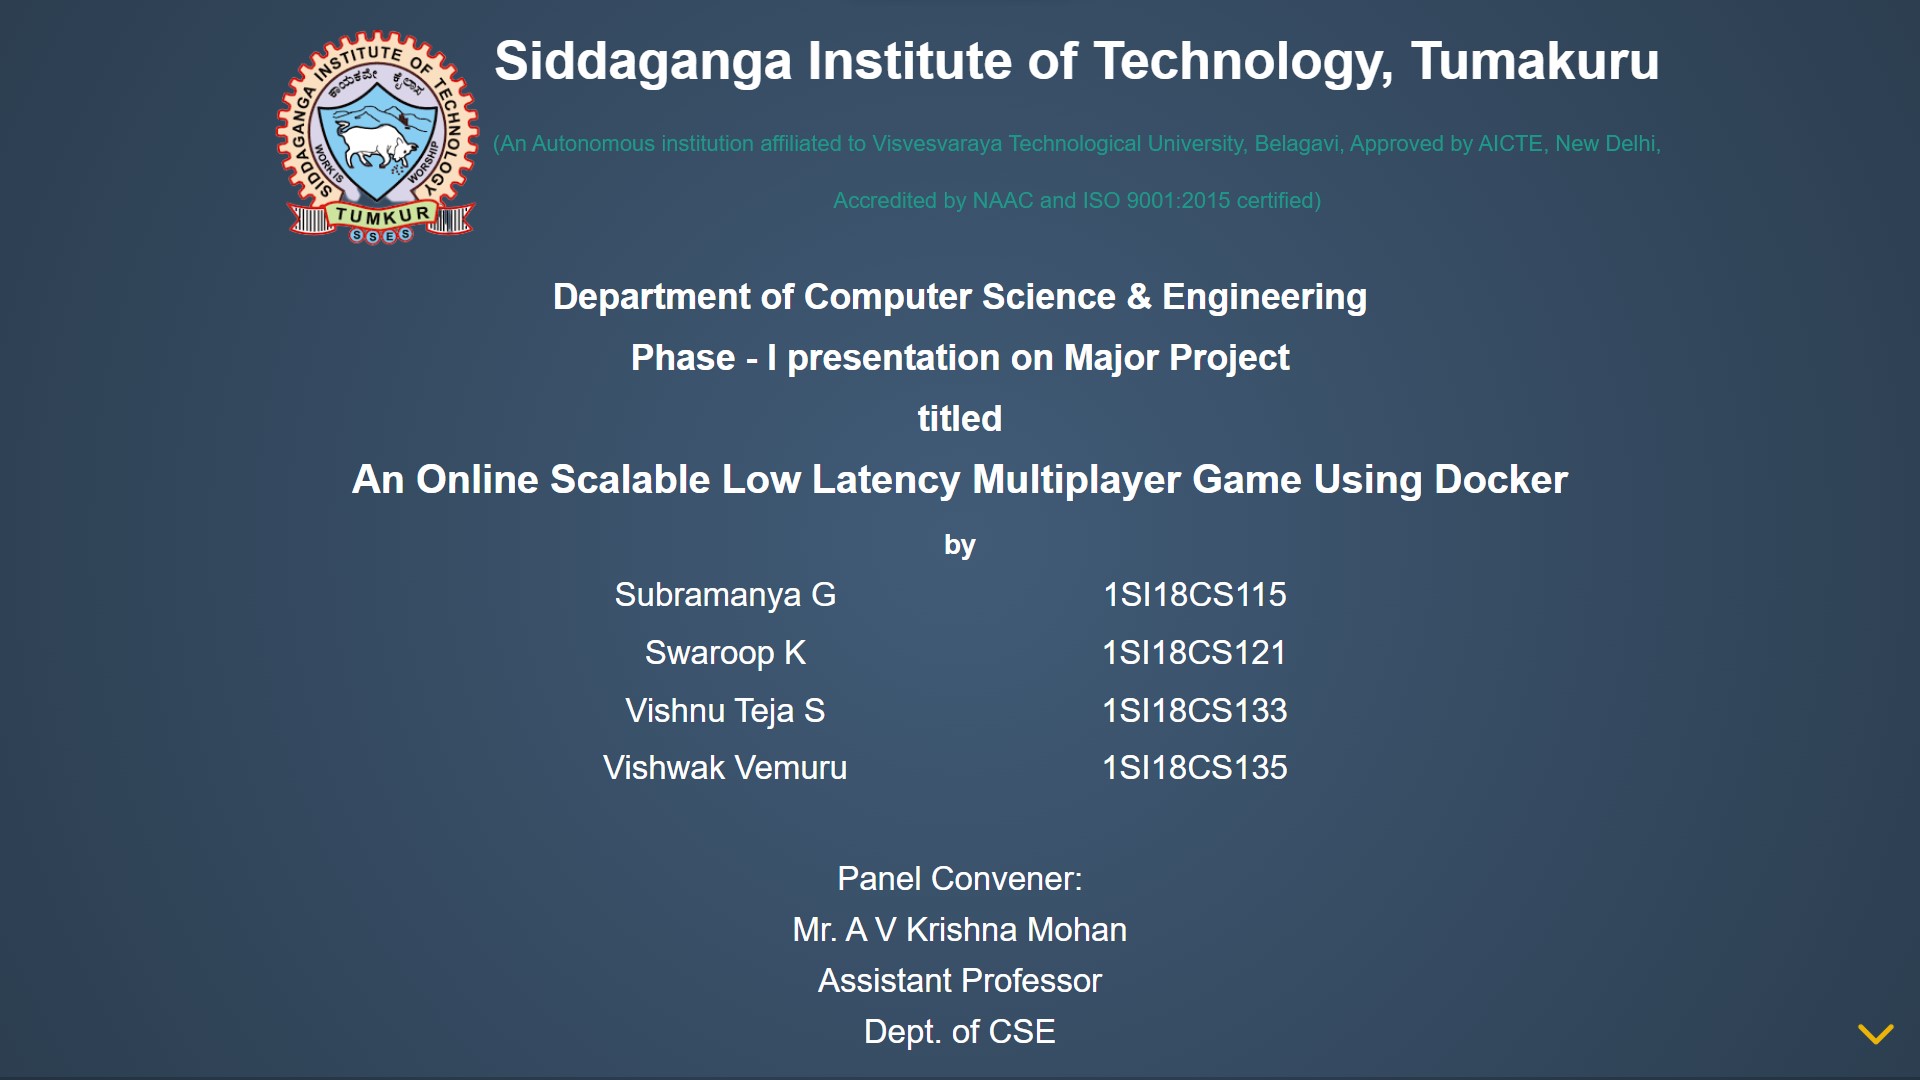 SIDDAGANGA INSTITUTE OF TECHNOLOGY
ಕಾಯಕವೇ ಕೈಲಾಸ
WORK IS WORSHIP
TUMKUR
S S E S
Siddaganga Institute of Technology, Tumakuru
(An Autonomous institution affiliated to Visvesvaraya Technological University, Belagavi, Approved by AICTE, New Delhi,
Accredited by NAAC and ISO 9001:2015 certified)
Department of Computer Science & Engineering
Phase - I presentation on Major Project
titled
An Online Scalable Low Latency Multiplayer Game Using Docker
by
Subramanya G 1SI18CS115
Swaroop K 1SI18CS121
Vishnu Teja S 1SI18CS133
Vishwak Vemuru 1SI18CS135
Panel Convener:
Mr. A V Krishna Mohan
Assistant Professor
Dept. of CSE